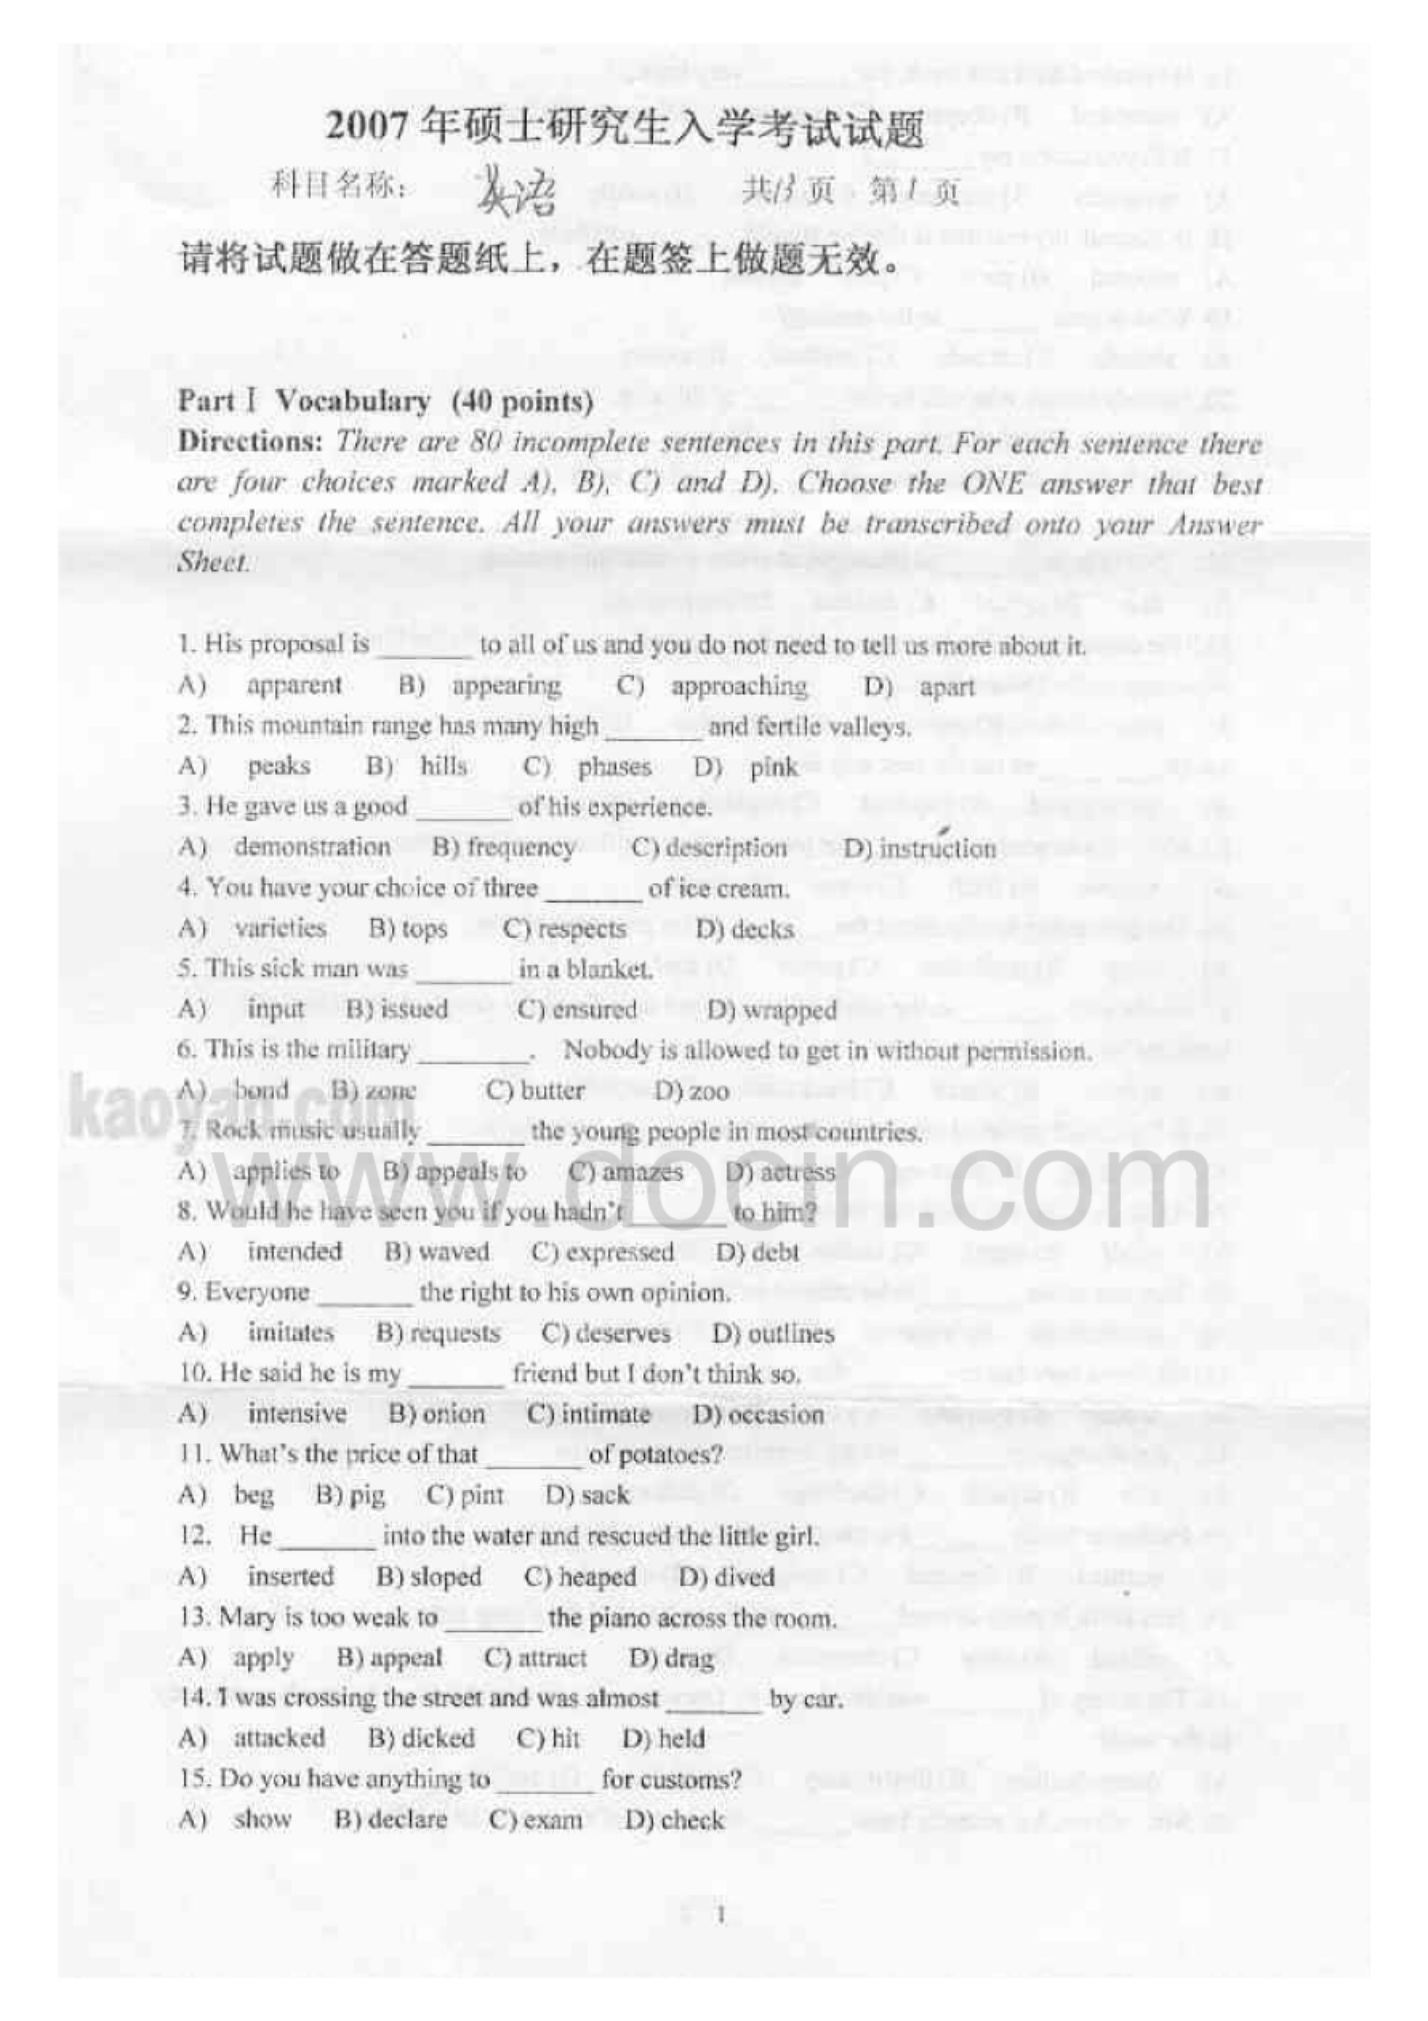 2007 年硕士研究生入学考试试题
科目名称: 英语 共13页 第1页
请将试题做在答题纸上，在题签上做题无效。
Part Ⅰ Vocabulary (40 points)
Directions: There are 80 incomplete sentences in this part. For each sentence there
are four choices marked A), B), C) and D). Choose the ONE answer that best
completes the sentence. All your answers must be transcribed onto your Answer
Sheet.
1. His proposal is _______ to all of us and you do not need to tell us more about it.
A) apparent B) appearing C) approaching D) apart
2. This mountain range has many high _______ and fertile valleys.
A) peaks B) hills C) phases D) pink
3. He gave us a good _______ of his experience.
A) demonstration B) frequency C) description D) instruction
4. You have your choice of three _______ of ice cream.
A) varieties B) tops C) respects D) decks
5. This sick man was _______ in a blanket.
A) input B) issued C) ensured D) wrapped
6. This is the military ________. Nobody is allowed to get in without permission.
A) bond B) zone C) butter D) zoo
7. Rock music usually _______ the young people in most countries.
A) applies to B) appeals to C) amazes D) actress
8. Would he have seen you if you hadn't _______ to him?
A) intended B) waved C) expressed D) debt
9. Everyone _______ the right to his own opinion.
A) imitates B) requests C) deserves D) outlines
10. He said he is my _______ friend but I don't think so.
A) intensive B) onion C) intimate D) occasion
11. What's the price of that _______ of potatoes?
A) beg B) pig C) pint D) sack
12. He _______ into the water and rescued the little girl.
A) inserted B) sloped C) heaped D) dived
13. Mary is too weak to _______ the piano across the room.
A) apply B) appeal C) attract D) drag
14. I was crossing the street and was almost _______ by car.
A) attacked B) dicked C) hit D) held
15. Do you have anything to _______ for customs?
A) show B) declare C) exam D) check
1
kaoyan.com
www.docin.com